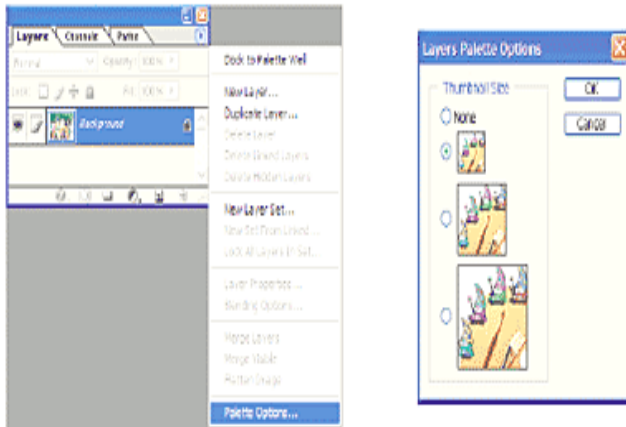 Layers Channels Paths
Normal Opacity: 100%
Lock: Fill: 100%
Background
Dock to Palette Well
New Layer...
Duplicate Layer...
Delete Layer
Delete Linked Layers
Delete Hidden Layers
New Layer Set...
New Set From Linked...
Lock All Layers In Set...
Layer Properties...
Blending Options...
Merge Layers
Merge Visible
Flatten Image
Palette Options...
Layers Palette Options
Thumbnail Size
None
OK
Cancel